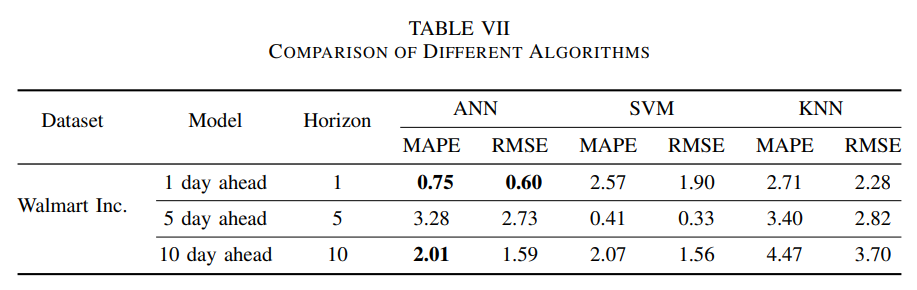 TABLE VII
COMPARISON OF DIFFERENT ALGORITHMS
Dataset Model Horizon ANN SVM KNN
MAPE RMSE MAPE RMSE MAPE RMSE
Walmart Inc.
1 day ahead 1 0.75 0.60 2.57 1.90 2.71 2.28
5 day ahead 5 3.28 2.73 0.41 0.33 3.40 2.82
10 day ahead 10 2.01 1.59 2.07 1.56 4.47 3.70